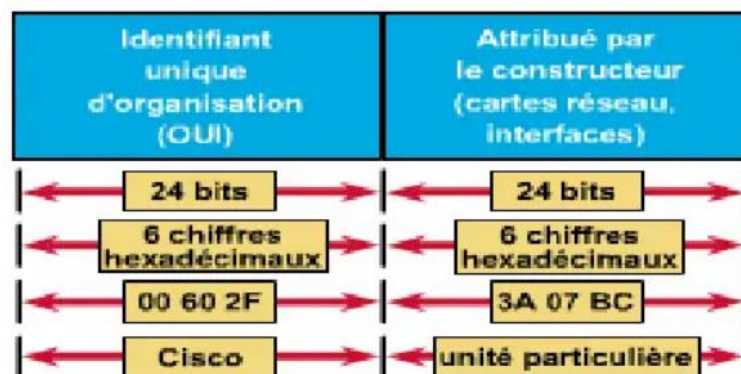 Identifiant
unique
d'organisation
(OUI)
Attribué par
le constructeur
(cartes réseau,
interfaces)
24 bits
24 bits
6 chiffres
hexadécimaux
6 chiffres
hexadécimaux
00 60 2F
3A 07 BC
Cisco
unité particulière